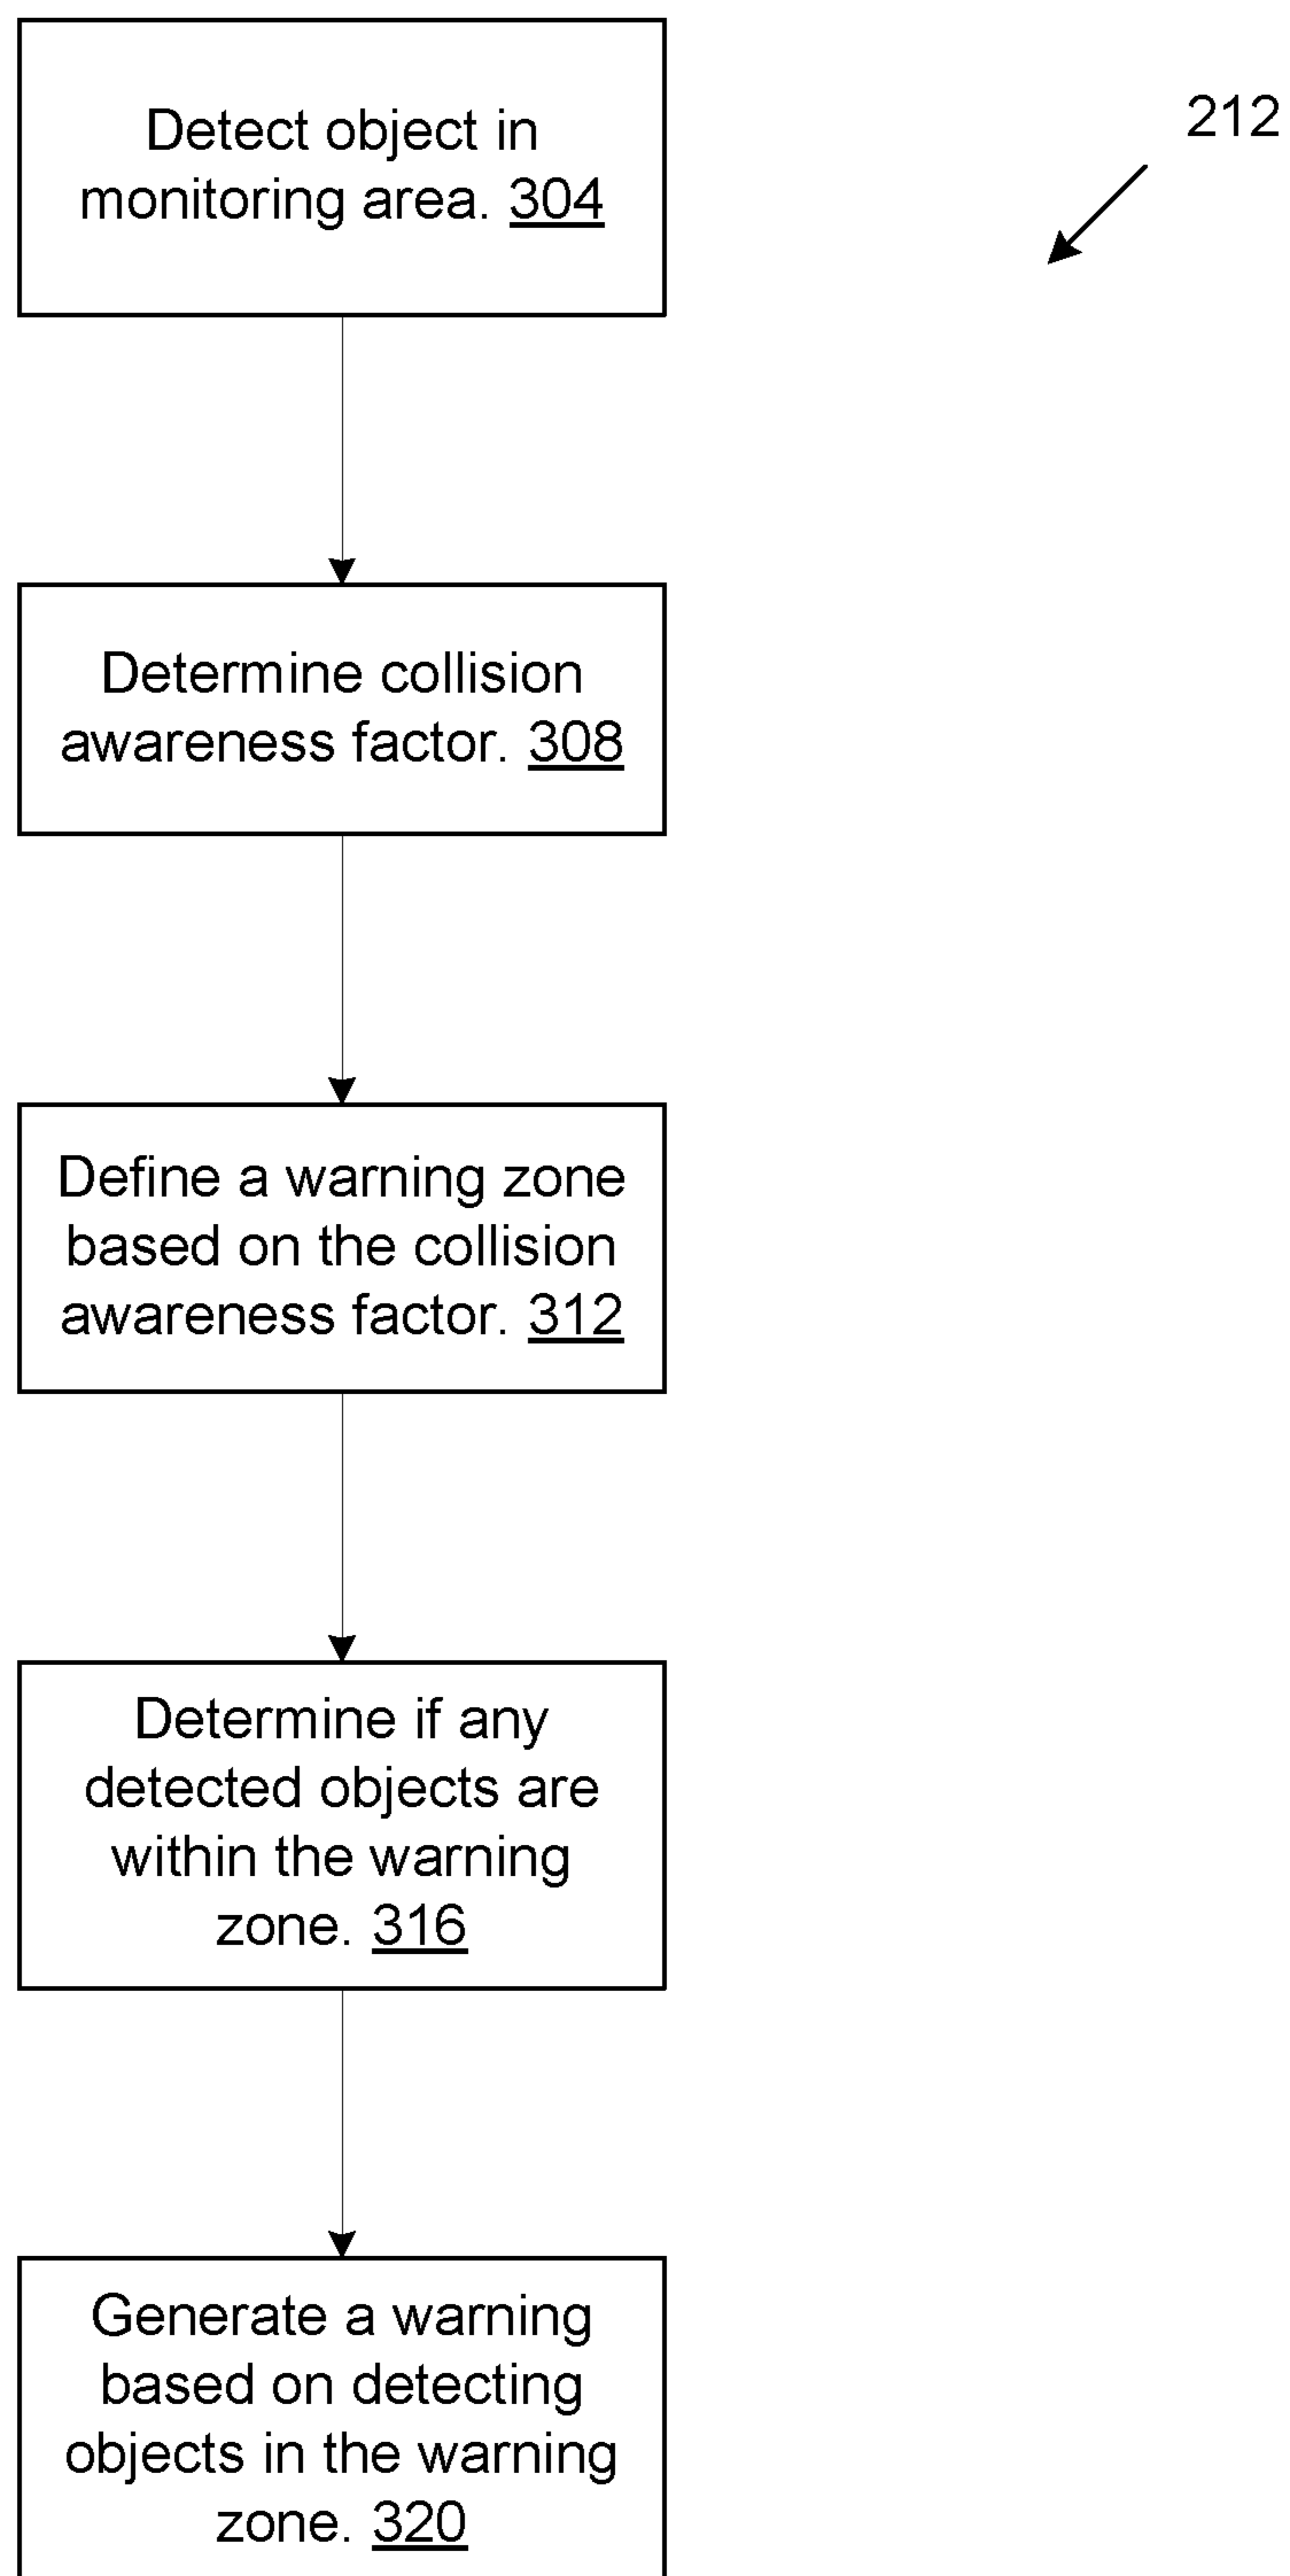 Detect object in
monitoring area. 304
212
Determine collision
awareness factor. 308
Define a warning zone
based on the collision
awareness factor. 312
Determine if any
detected objects are
within the warning
zone. 316
Generate a warning
based on detecting
objects in the warning
zone. 320